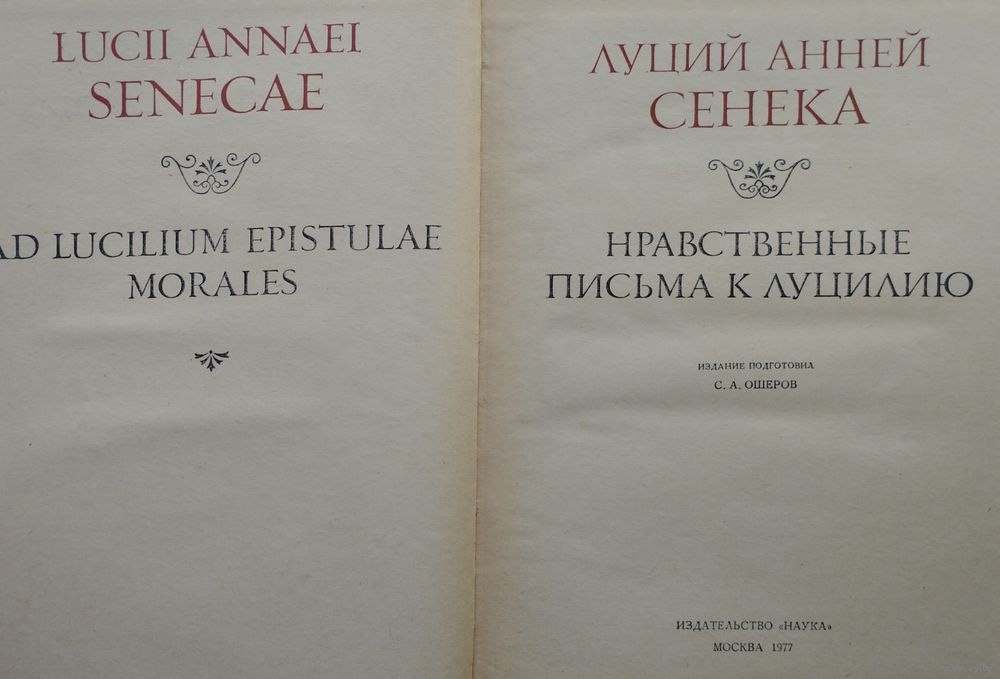 LUCII ANNAEI
SENECAE
AD LUCILIUM EPISTULAE
MORALES
ЛУЦИЙ АННЕЙ
СЕНЕКА
НРАВСТВЕННЫЕ
ПИСЬМА К ЛУЦИЛИЮ
ИЗДАНИЕ ПОДГОТОВИЛ
С. А. ОШЕРОВ
ИЗДАТЕЛЬСТВО «НАУКА»
МОСКВА 1977